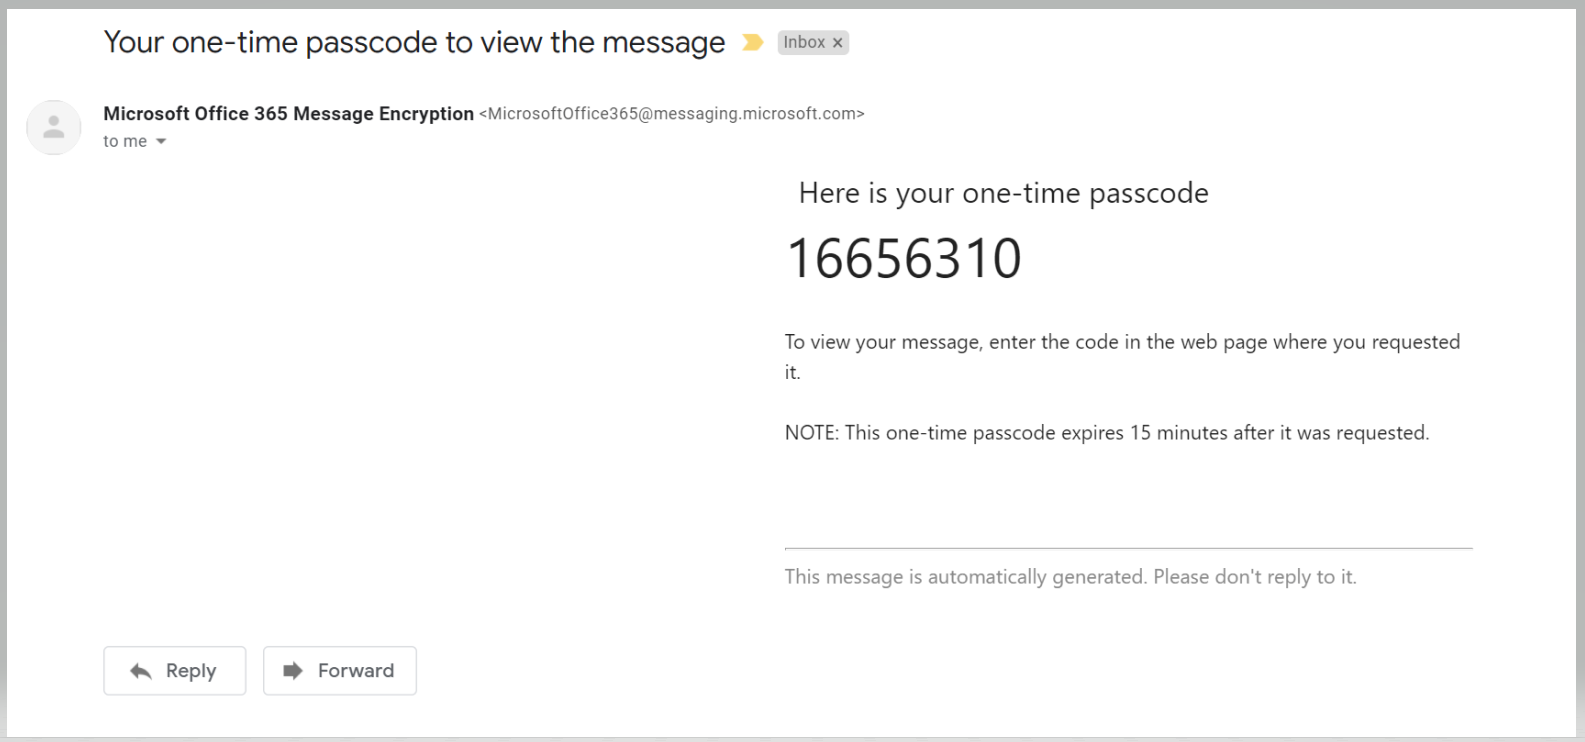 Your one-time passcode to view the message
Inbox ×
Microsoft Office 365 Message Encryption <MicrosoftOffice365@messaging.microsoft.com>
to me
Here is your one-time passcode
16656310
To view your message, enter the code in the web page where you requested
it.
NOTE: This one-time passcode expires 15 minutes after it was requested.
This message is automatically generated. Please don't reply to it.
Reply
Forward